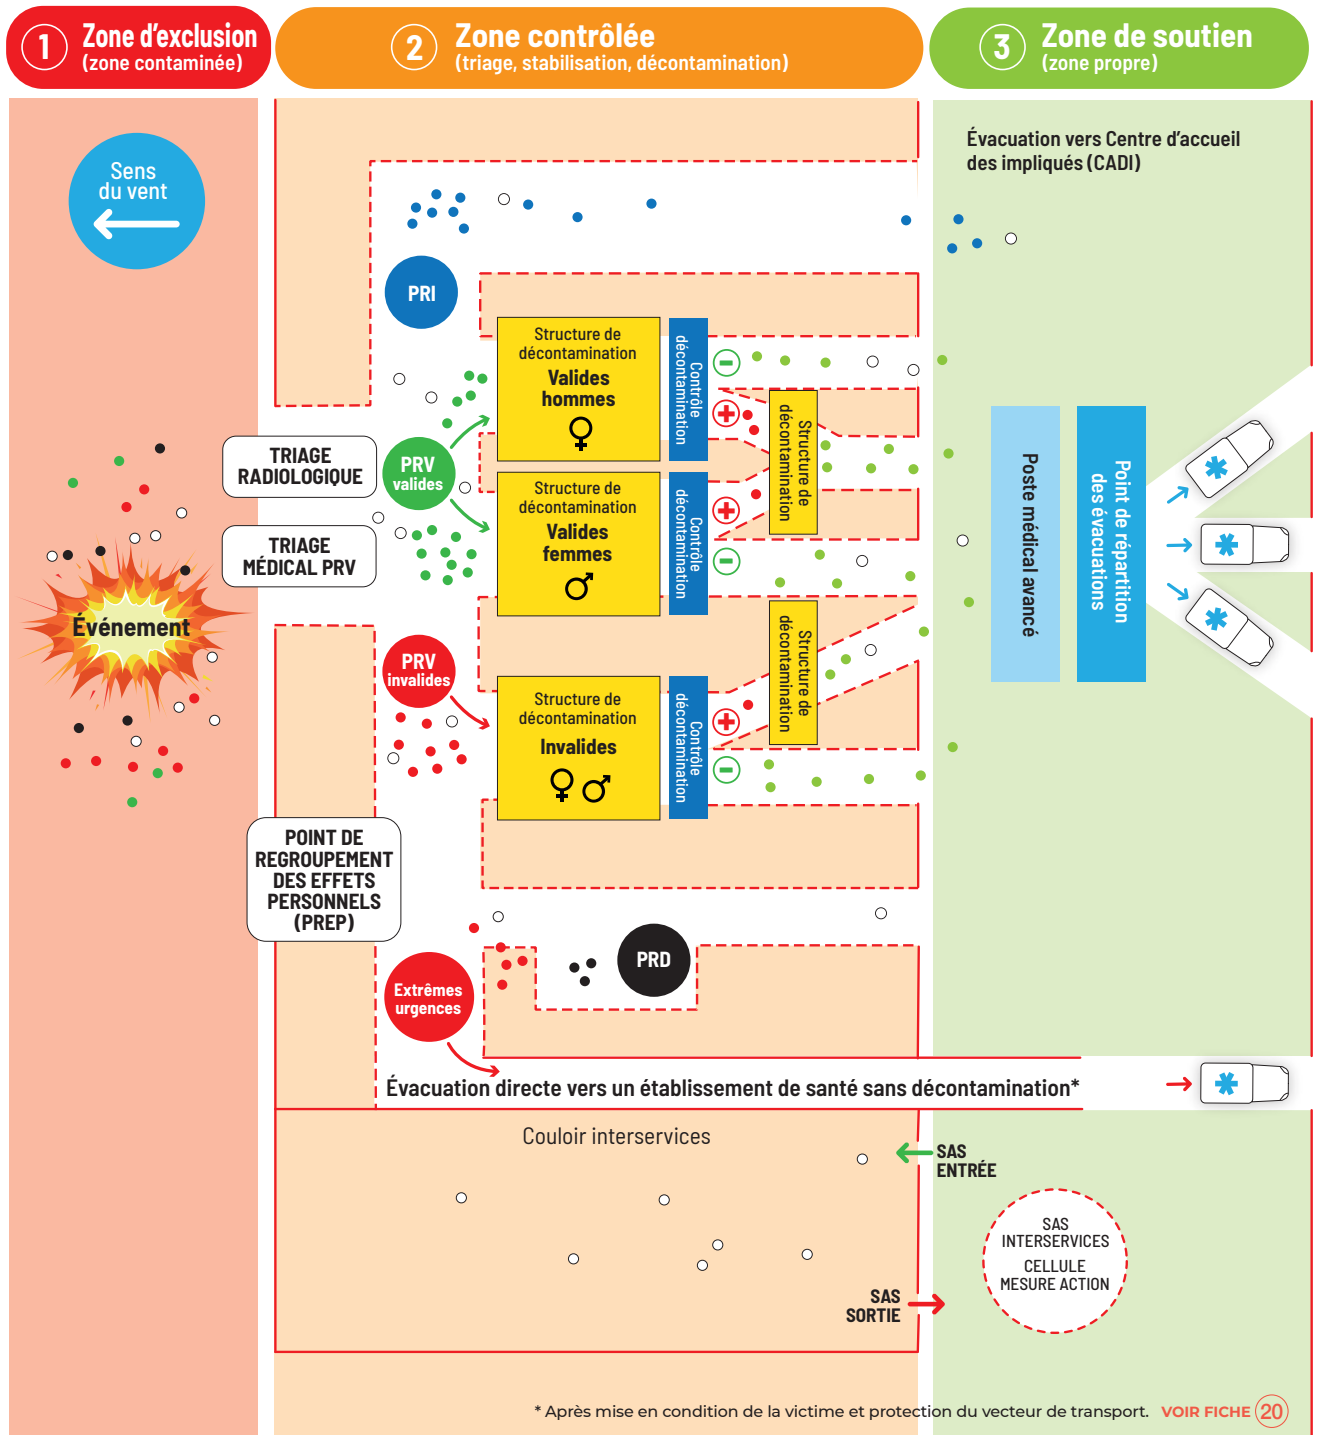 1
Zone d'exclusion
(zone contaminée)
2
Zone contrôlée
(triage, stabilisation, décontamination)
3
Zone de soutien
(zone propre)
Sens
du vent
Évacuation vers Centre d'accueil
des impliqués (CADI)
PRI
Structure de
décontamination
Valides
hommes
Contrôle
décontamination
TRIAGE
RADIOLOGIQUE
PRV
valides
Structure de
décontamination
Structure de
décontamination
Valides
femmes
Contrôle
décontamination
TRIAGE
MÉDICAL PRV
Poste médical avancé
Point de répartition
des évacuations
Événement
PRV
invalides
Structure de
décontamination
Structure de
décontamination
Invalides
Contrôle
décontamination
POINT DE
REGROUPEMENT
DES EFFETS
PERSONNELS
(PREP)
PRD
Extrêmes
urgences
Évacuation directe vers un établissement de santé sans décontamination*
Couloir interservices
SAS
ENTRÉE
SAS
INTERSERVICES
CELLULE
MESURE ACTION
SAS
SORTIE
* Après mise en condition de la victime et protection du vecteur de transport. VOIR FICHE 20